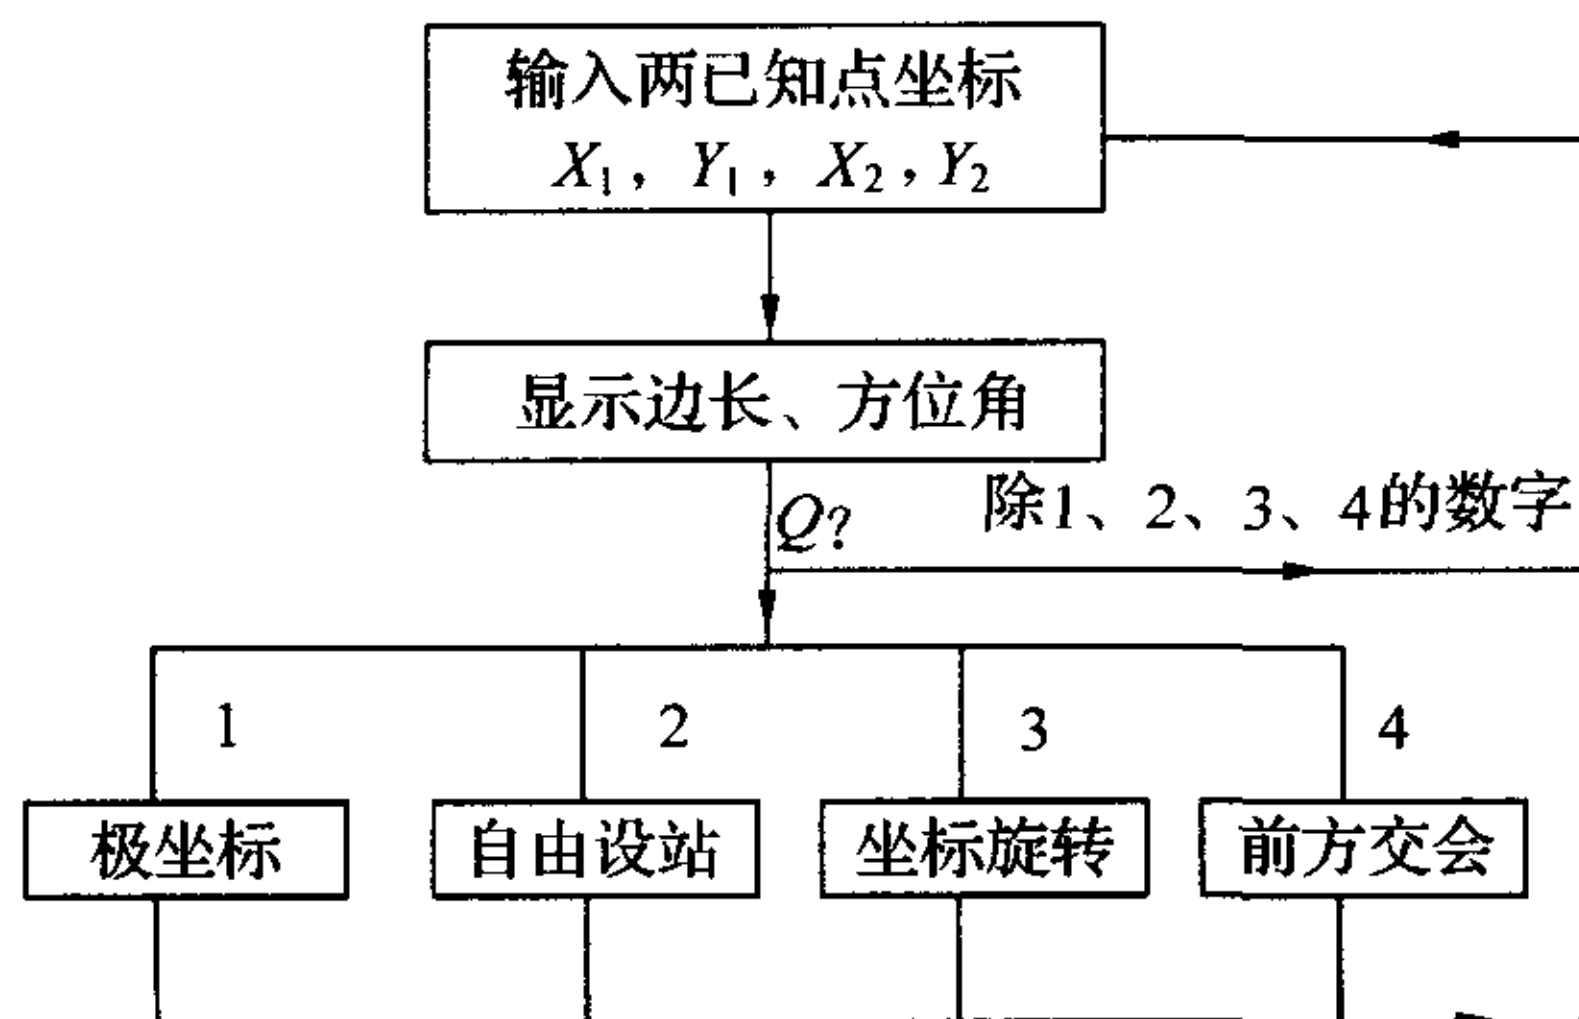 输入两已知点坐标
X₁，Y₁，X₂，Y₂
显示边长、方位角
Q?
除1、2、3、4的数字
1
2
3
4
极坐标
自由设站
坐标旋转
前方交会